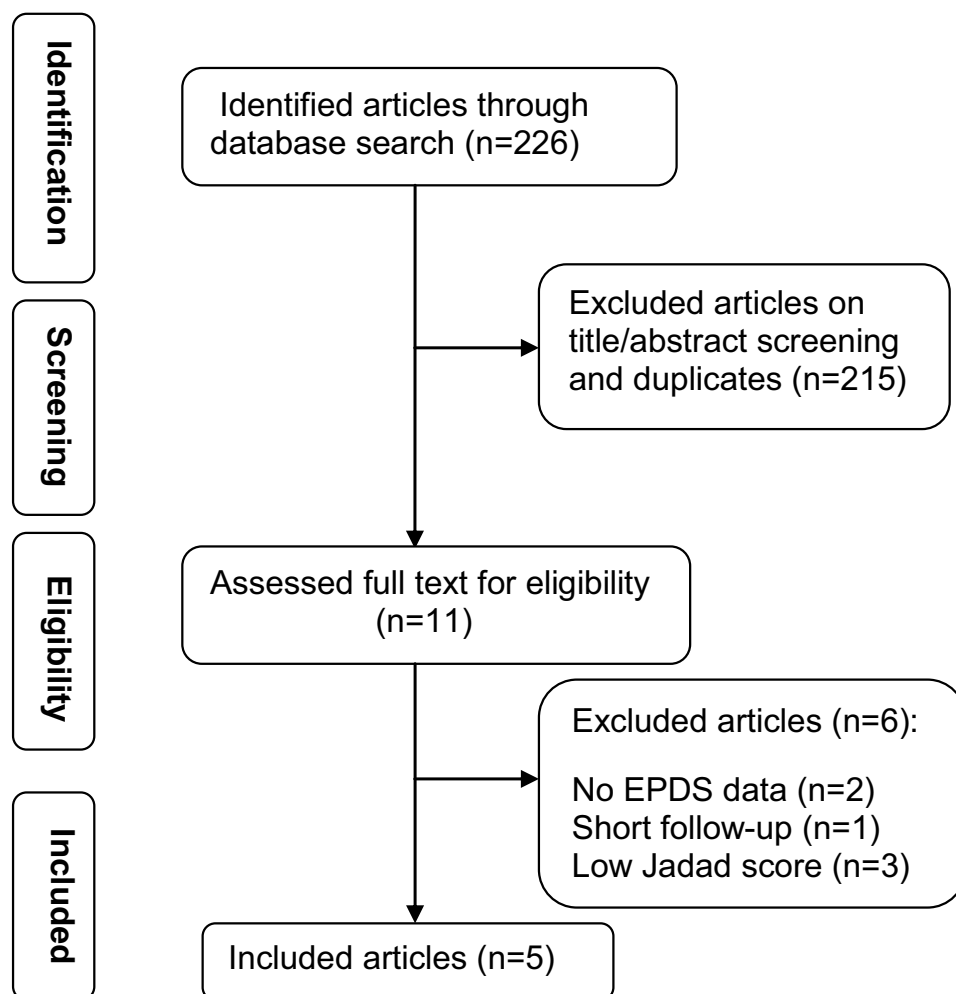 Identification
Identified articles through
database search (n=226)
Excluded articles on
title/abstract screening
and duplicates (n=215)
Screening
Assessed full text for eligibility
(n=11)
Eligibility
Excluded articles (n=6):
No EPDS data (n=2)
Short follow-up (n=1)
Low Jadad score (n=3)
Included
Included articles (n=5)